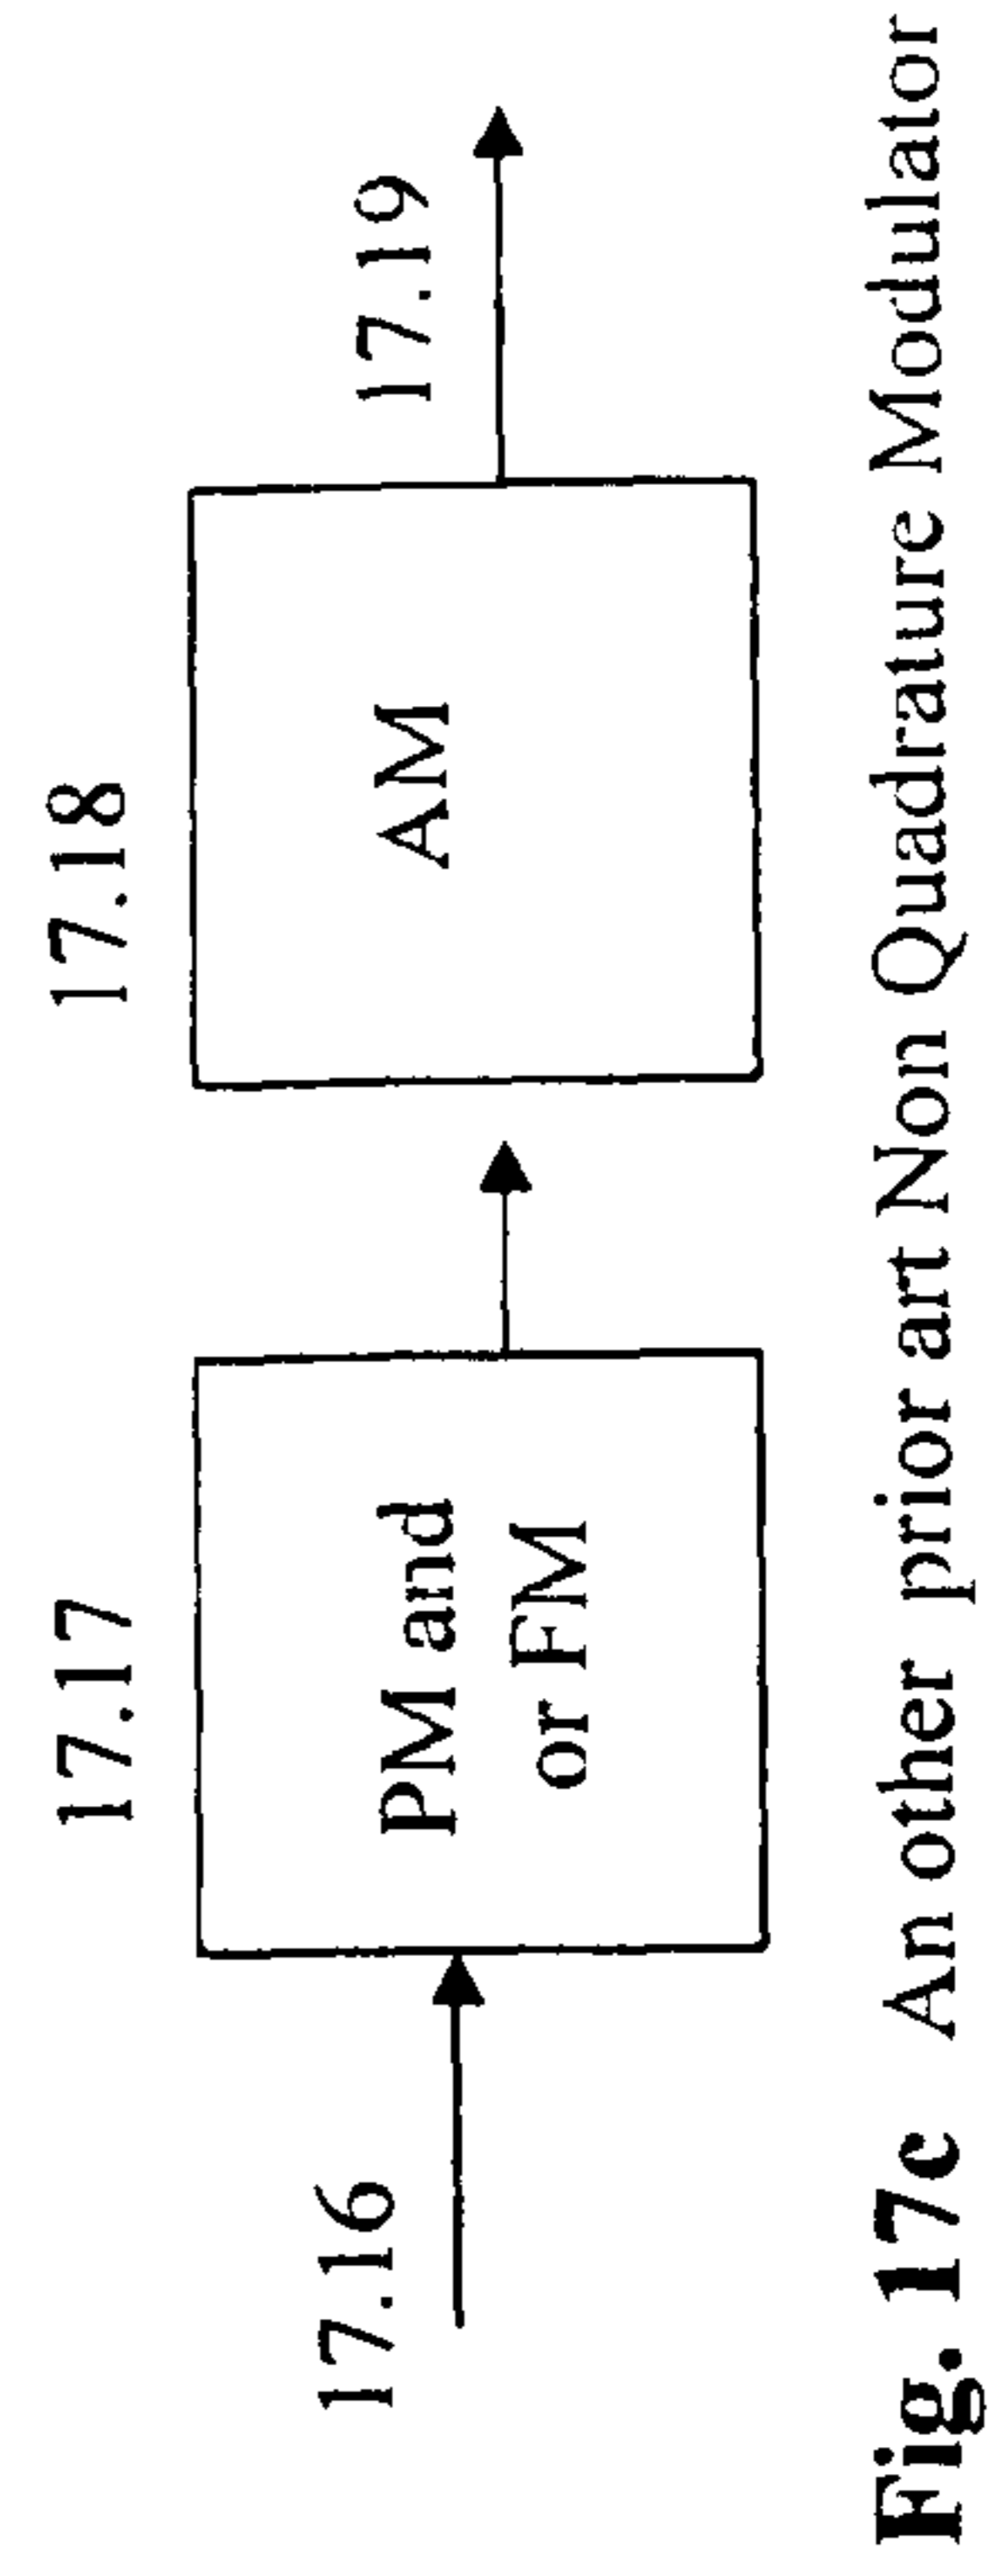 17.16
17.17
PM and
or FM
17.18
AM
17.19
Fig. 17c An other prior art Non Quadrature Modulator